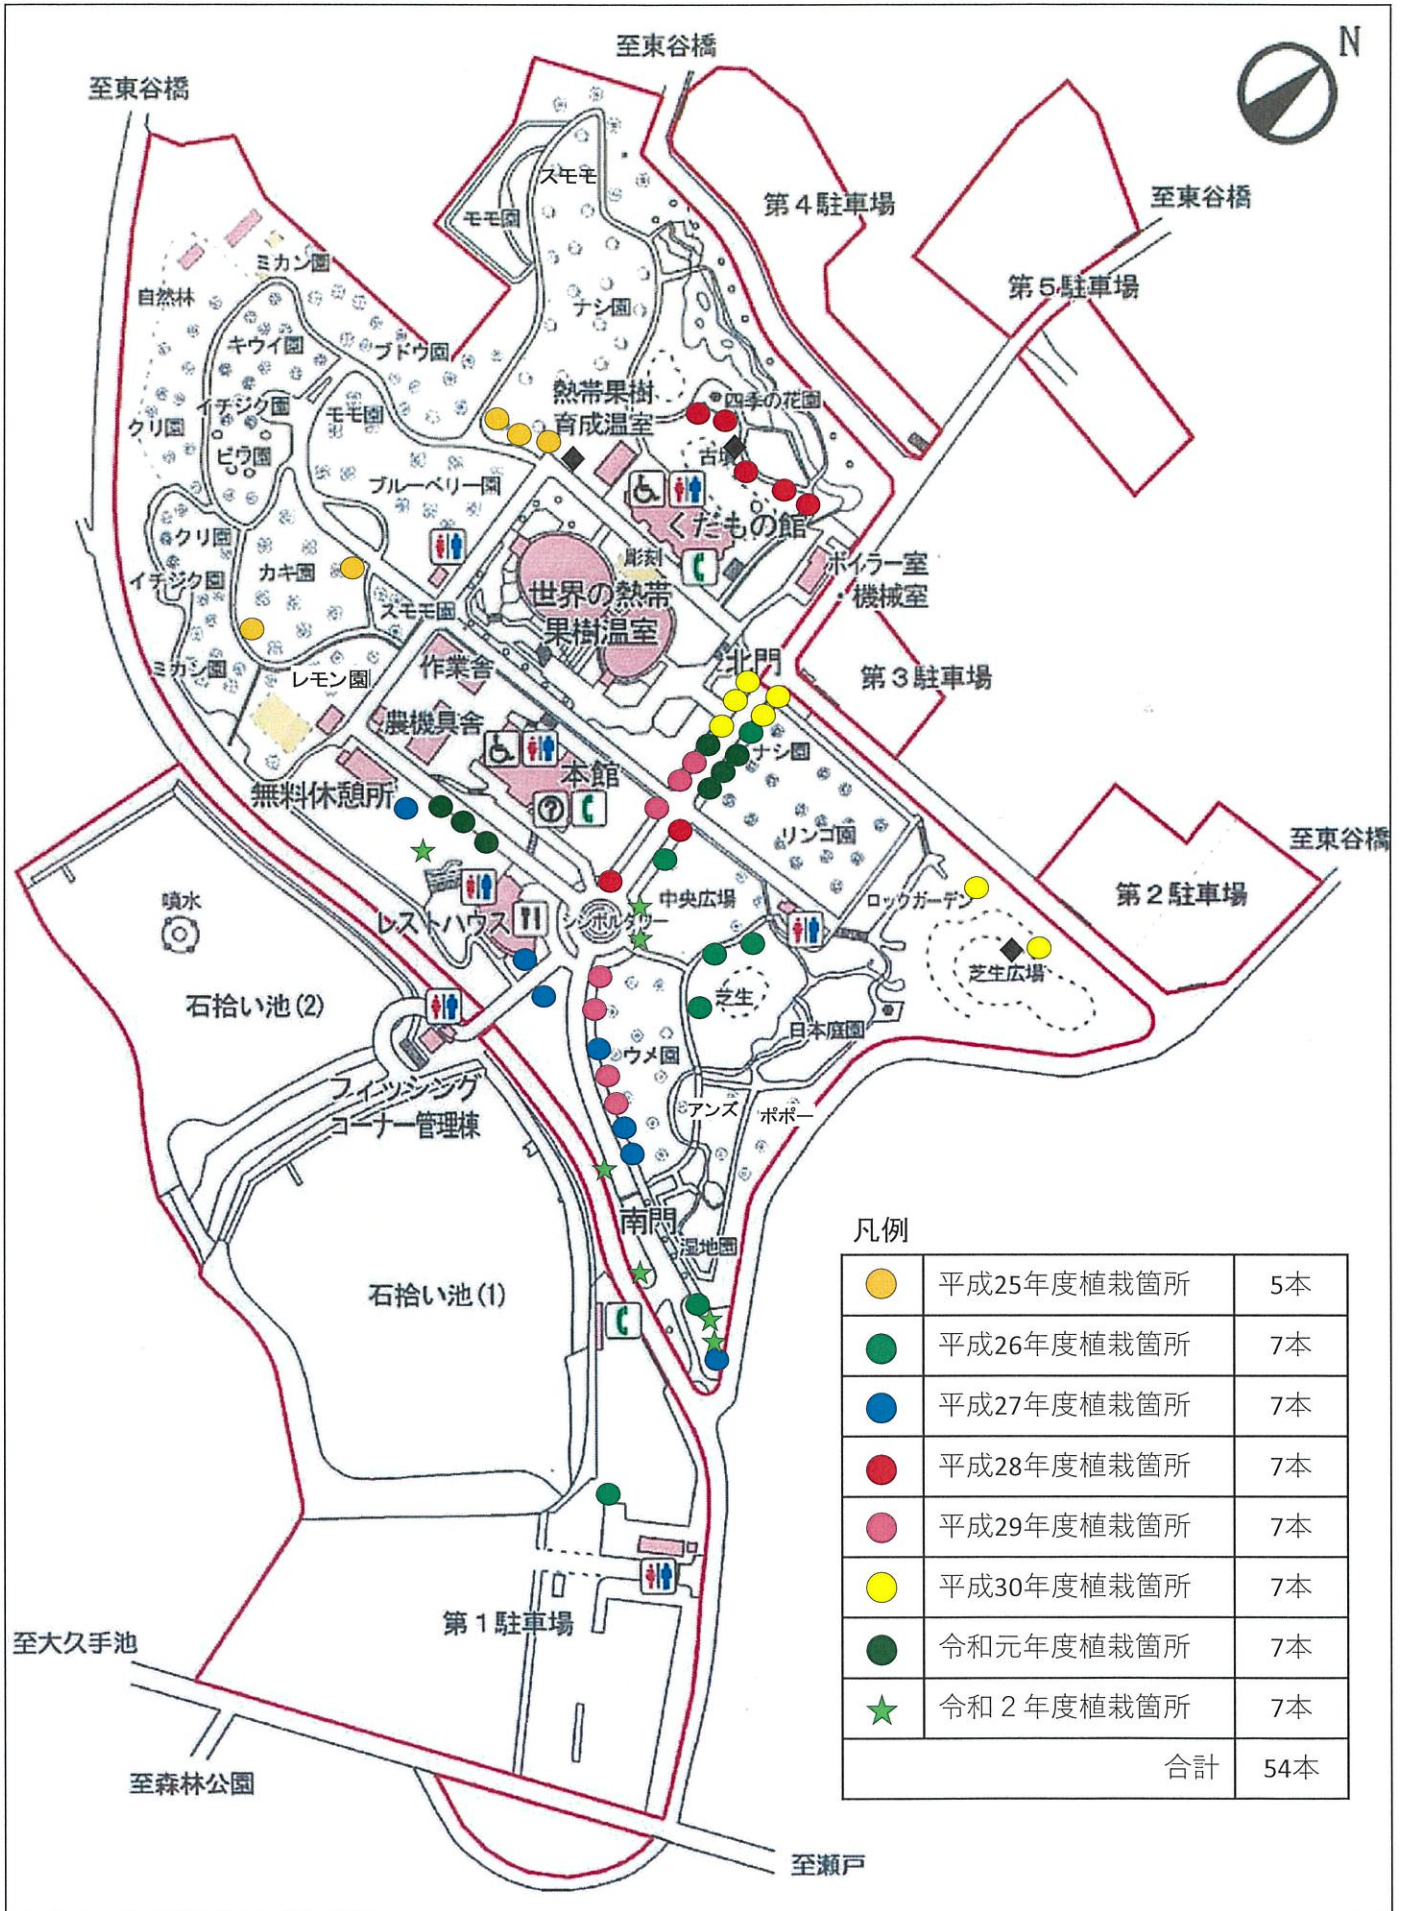 至東谷橋
N
至東谷橋
スモモ
モモ園
第4駐車場
至東谷橋
ミカン園
自然林
第5駐車場
ナシ園
キウイ園
ブドウ園
熱帯果樹
育成温室
四季の花園
イチジク園
モモ園
クリ園
ビワ園
古墳
ブルーベリー園
くだもの館
クリ園
彫刻
ボイラー室
・機械室
イチジク園
カキ園
世界の熱帯
果樹温室
スモモ園
ミカン園
レモン園
作業舎
北門
第3駐車場
農機具舎
ナシ園
本館
無料休憩所
?
リンゴ園
至東谷橋
噴水
レストハウス
シンボルタワー
中央広場
ロックガーデン
第2駐車場
芝生広場
石拾い池(2)
芝生
日本庭園
ウメ園
フィッシング
コーナー管理棟
アンズ
ポポー
南門
湿地園
石拾い池(1)
凡例
平成25年度植栽箇所 5本
平成26年度植栽箇所 7本
平成27年度植栽箇所 7本
平成28年度植栽箇所 7本
平成29年度植栽箇所 7本
平成30年度植栽箇所 7本
令和元年度植栽箇所 7本
令和2年度植栽箇所 7本
合計 54本
第1駐車場
至大久手池
至森林公園
至瀬戸